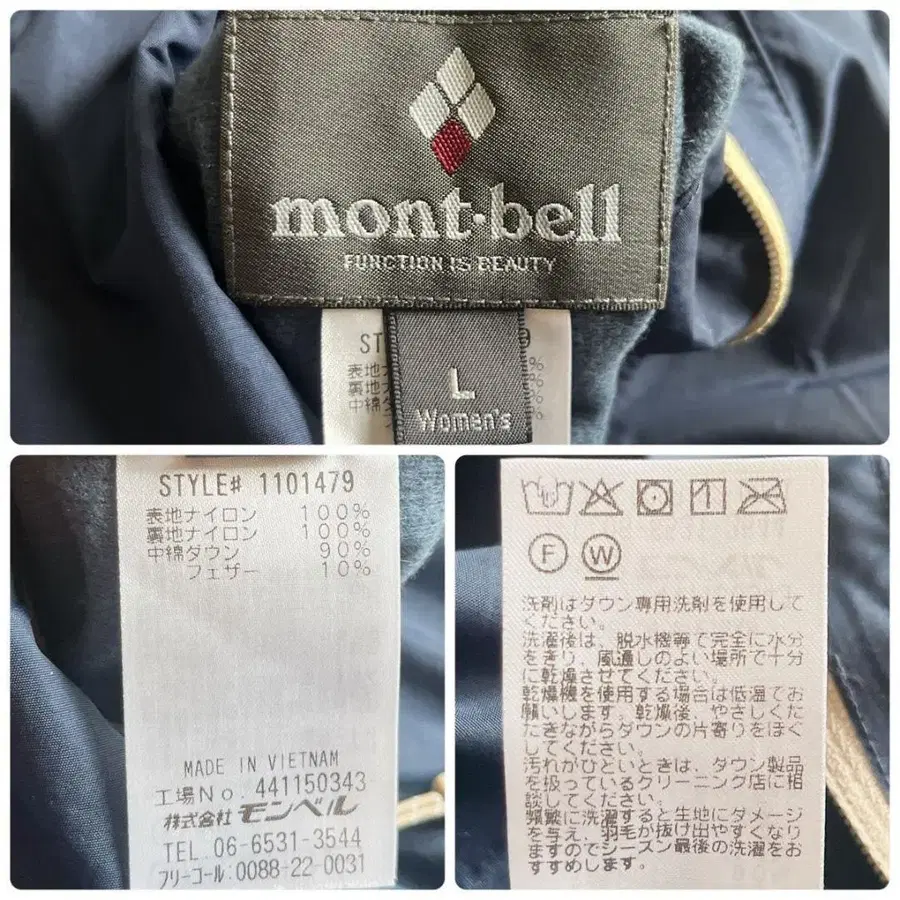 mont-bell
FUNCTION IS BEAUTY
ST
9
表地ナ
%
裏地ナ
%
中綿ダ
%
L
Women's
STYLE# 1101479
表地ナイロン 100%
裏地ナイロン 100%
中綿ダウン 90%
フェザー 10%
MADE IN VIETNAM
工場No. 441150343
株式会社モンベル
TEL. 06-6531-3544
フリーコール:0088-22-0031
1
F W
洗剤はダウン専用洗剤を使用して
ください。
洗濯後は、脱水機等で完全に水分
をきり、風通しのよい場所で十分
に乾燥させてください。
乾燥機を使用する場合は低温でお
願いします。乾燥後、やさしくた
たきながらダウンの片寄りをほぐ
してください。
汚れがひどいときは、ダウン製品
を扱っているクリーニング店に相
談してください。
頻繁に洗濯すると生地にダメージ
を与え、羽毛が抜け出やすくなり
ますのでシーズン最後の洗濯をお
すすめします。